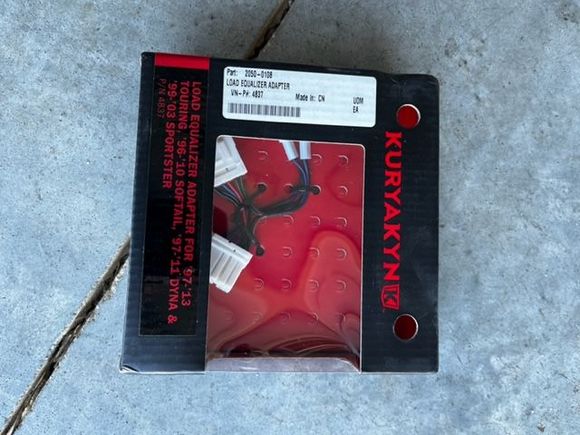 Part: 2050-0108
LOAD EQUALIZER ADAPTER
VN-P#: 4837 Made in: CN UOM
EA
KURYAKYN
LOAD EQUALIZER ADAPTER FOR '97-'13
TOURING, '96-'10 SOFTAIL, '97-'11 DYNA &
'99-'03 SPORTSTER
P/N 4837